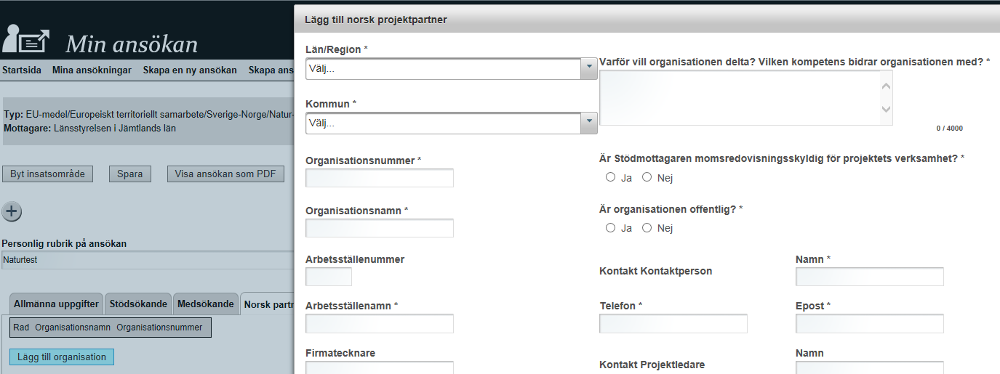 Min ansökan
Startsida Mina ansökningar Skapa en ny ansökan Skapa ans
Typ: EU-medel/Europeiskt territoriellt samarbete/Sverige-Norge/Natur-
Mottagare: Länsstyrelsen i Jämtlands län
Byt insatsområde Spara Visa ansökan som PDF
Personlig rubrik på ansökan
Naturtest
Allmänna uppgifter Stödsökande Medsökande Norsk partn
Rad Organisationsnamn Organisationsnummer
Lägg till organisation
Lägg till norsk projektpartner
Län/Region *
Välj...
Kommun *
Välj...
Organisationsnummer *
Organisationsnamn *
Arbetsställenummer
Arbetsställenamn *
Firmatecknare
Varför vill organisationen delta? Vilken kompetens bidrar organisationen med? *
0 / 4000
Är Stödmottagaren momsredovisningsskyldig för projektets verksamhet? *
Ja Nej
Är organisationen offentlig? *
Ja Nej
Kontakt Kontaktperson Namn *
Telefon * Epost *
Kontakt Projektledare Namn